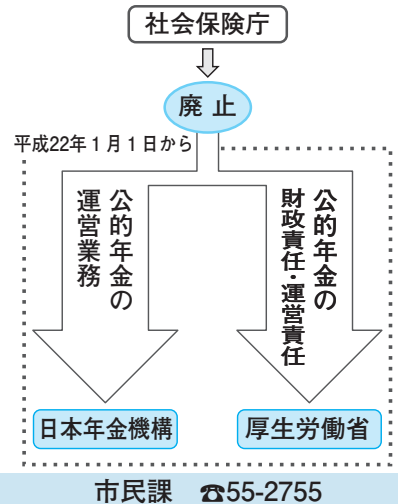 社会保険庁
廃止
平成22年1月1日から
公的年金の
運営業務
公的年金の
財政責任・運営責任
日本年金機構
厚生労働省
市民課 ☎55-2755